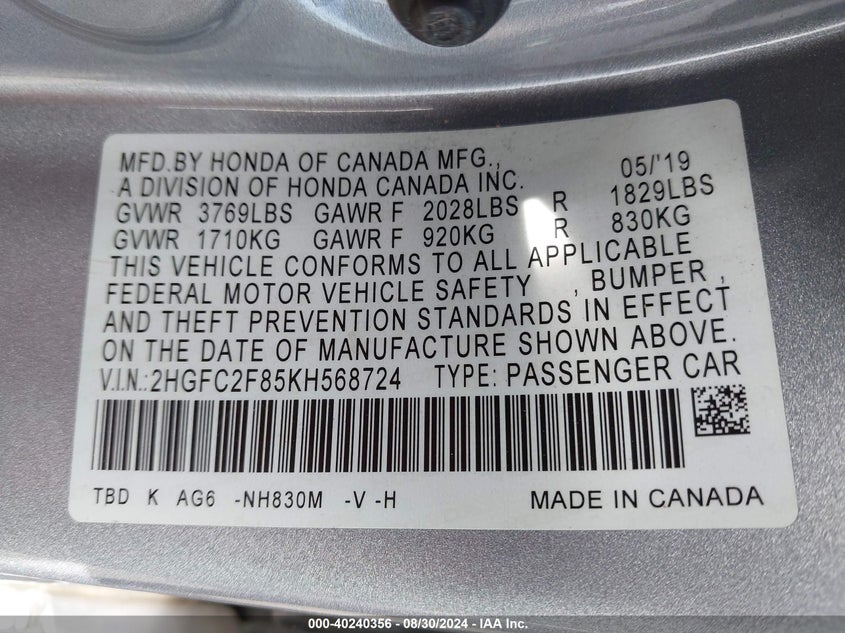 MFD.BY HONDA OF CANADA MFG., 05/'19
A DIVISION OF HONDA CANADA INC.
GVWR 3769LBS GAWR F 2028LBS R 1829LBS
GVWR 1710KG GAWR F 920KG R 830KG
THIS VEHICLE CONFORMS TO ALL APPLICABLE
FEDERAL MOTOR VEHICLE SAFETY , BUMPER ,
AND THEFT PREVENTION STANDARDS IN EFFECT
ON THE DATE OF MANUFACTURE SHOWN ABOVE.
V.I.N.:2HGFC2F85KH568724 TYPE: PASSENGER CAR
TBD K AG6 -NH830M -V -H MADE IN CANADA
000-40240356 - 08/30/2024 - IAA Inc.